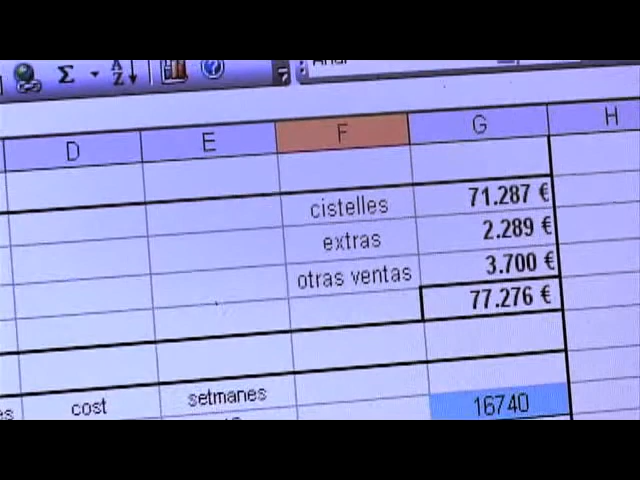 D E F G H
cistelles 71.287 €
extras 2.289 €
otras ventas 3.700 €
77.276 €
cost setmanes
16740